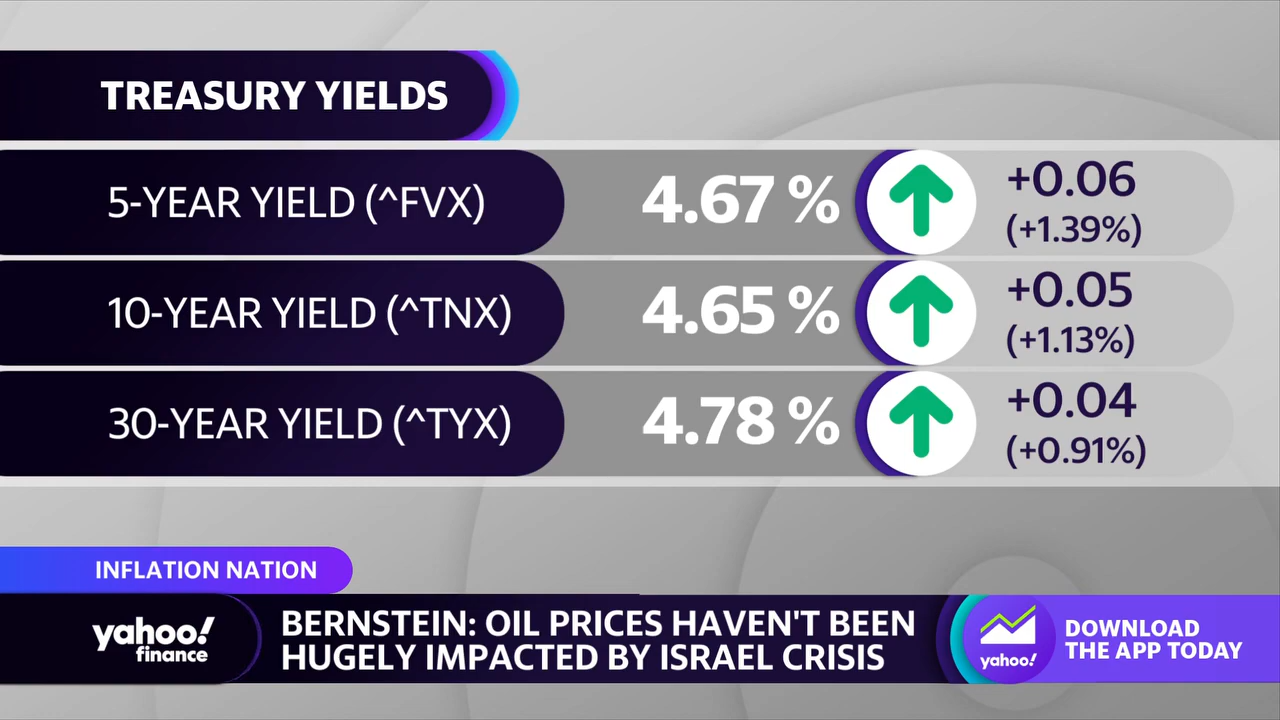 TREASURY YIELDS
5-YEAR YIELD (^FVX) 4.67 % +0.06
(+1.39%)
10-YEAR YIELD (^TNX) 4.65 % +0.05
(+1.13%)
30-YEAR YIELD (^TYX) 4.78 % +0.04
(+0.91%)
INFLATION NATION
yahoo!
finance
BERNSTEIN: OIL PRICES HAVEN'T BEEN
HUGELY IMPACTED BY ISRAEL CRISIS
yahoo!
DOWNLOAD
THE APP TODAY